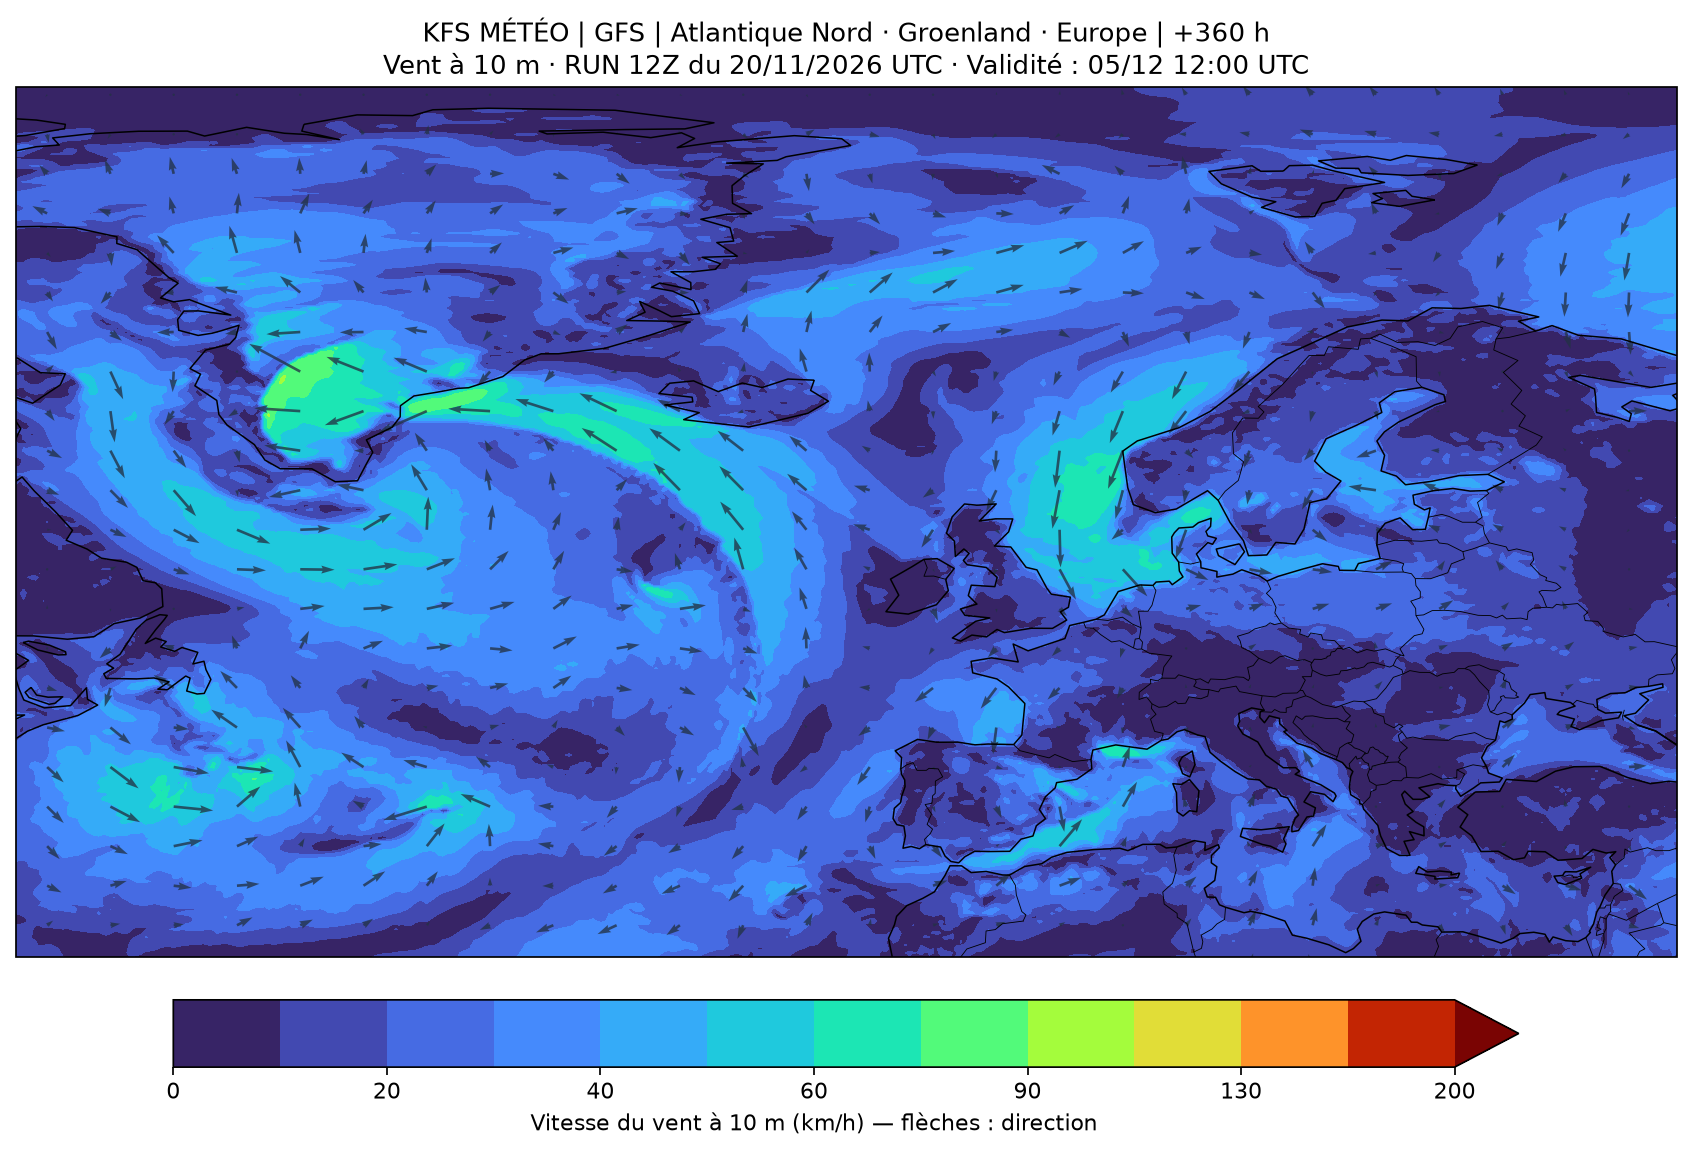 KFS MÉTÉO | GFS | Atlantique Nord · Groenland · Europe | +360 h
Vent à 10 m · RUN 12Z du 20/11/2026 UTC · Validité : 05/12 12:00 UTC
0 20 40 60 90 130 200
Vitesse du vent à 10 m (km/h) — flèches : direction